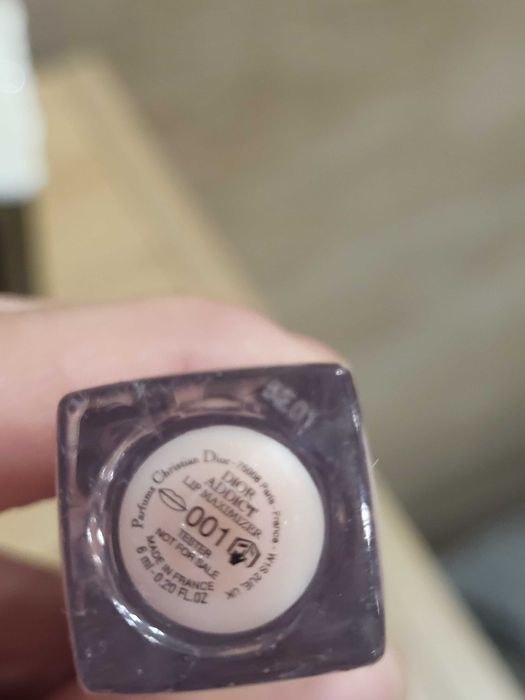 Parfums Christian Dior - 75008 Paris - France - W1S 2UE UK
DIOR
ADDICT
LIP MAXIMIZER
001
TESTER
NOT FOR SALE
MADE IN FRANCE
6 ml - 0.20 FL.OZ